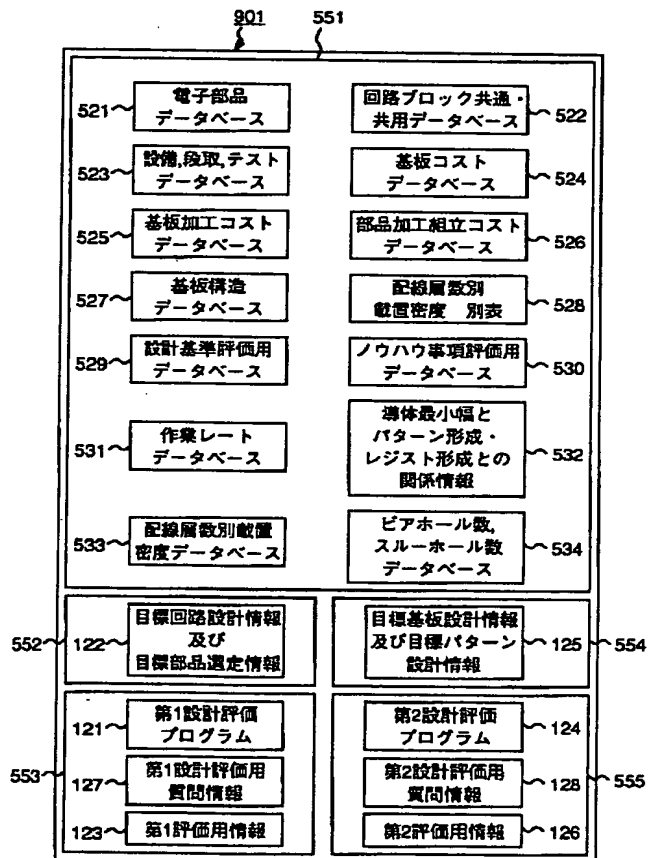 901
551
521
電子部品
データベース
回路ブロック共通・
共用データベース
522
523
設備,段取,テスト
データベース
基板コスト
データベース
524
525
基板加工コスト
データベース
部品加工組立コスト
データベース
526
527
基板構造
データベース
配線層数別
載置密度 別表
528
529
設計基準評価用
データベース
ノウハウ事項評価用
データベース
530
531
作業レート
データベース
導体最小幅と
パターン形成・
レジスト形成との
関係情報
532
533
配線層数別載置
密度データベース
ビアホール数,
スルーホール数
データベース
534
552
122
目標回路設計情報
及び
目標部品選定情報
目標基板設計情報
及び目標パターン
設計情報
125
554
553
121
第1設計評価
プログラム
127
第1設計評価用
質問情報
123
第1評価用情報
第2設計評価
プログラム
124
第2設計評価用
質問情報
128
555
第2評価用情報
126